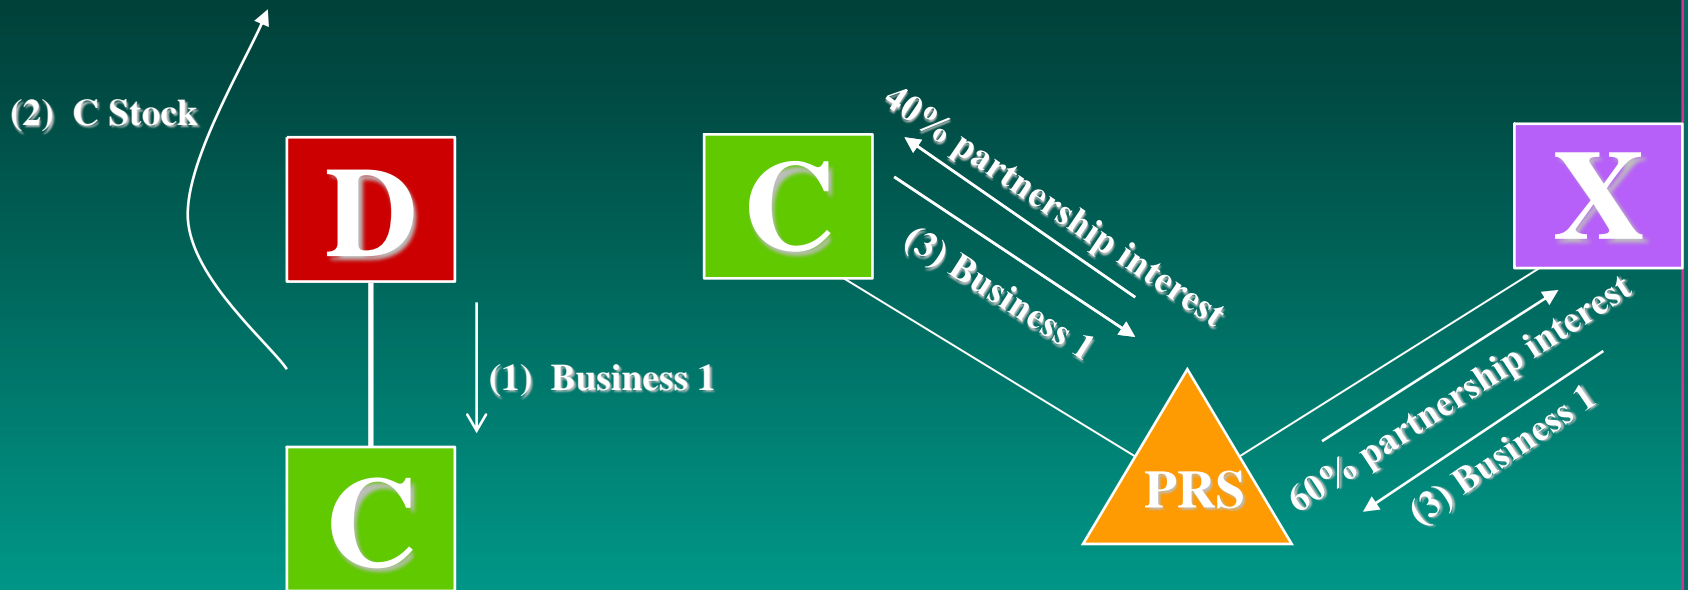 (2) C Stock
D
(1) Business 1
C
C
40% partnership interest
(3) Business 1
X
60% partnership interest
(3) Business 1
PRS